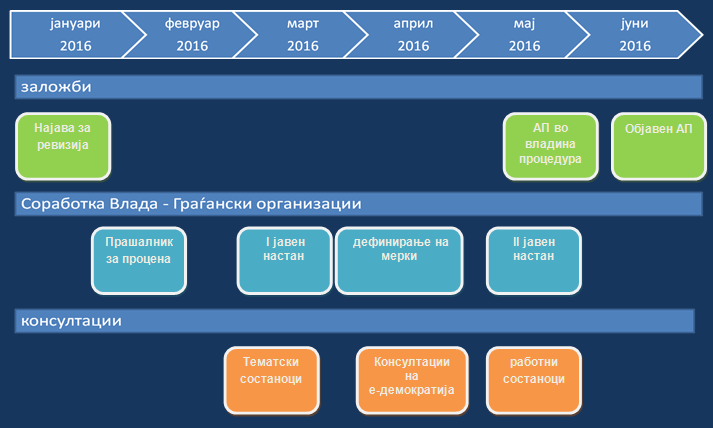 јануари
2016
февруар
2016
март
2016
април
2016
мај
2016
јуни
2016
заложби
Најава за
ревизија
АП во
владина
процедура
Објавен АП
Соработка Влада - Граѓански организации
Прашалник
за процена
I јавен
настан
дефинирање на
мерки
II јавен
настан
консултации
Тематски
состаноци
Консултации
на
е-демократија
работни
состаноци